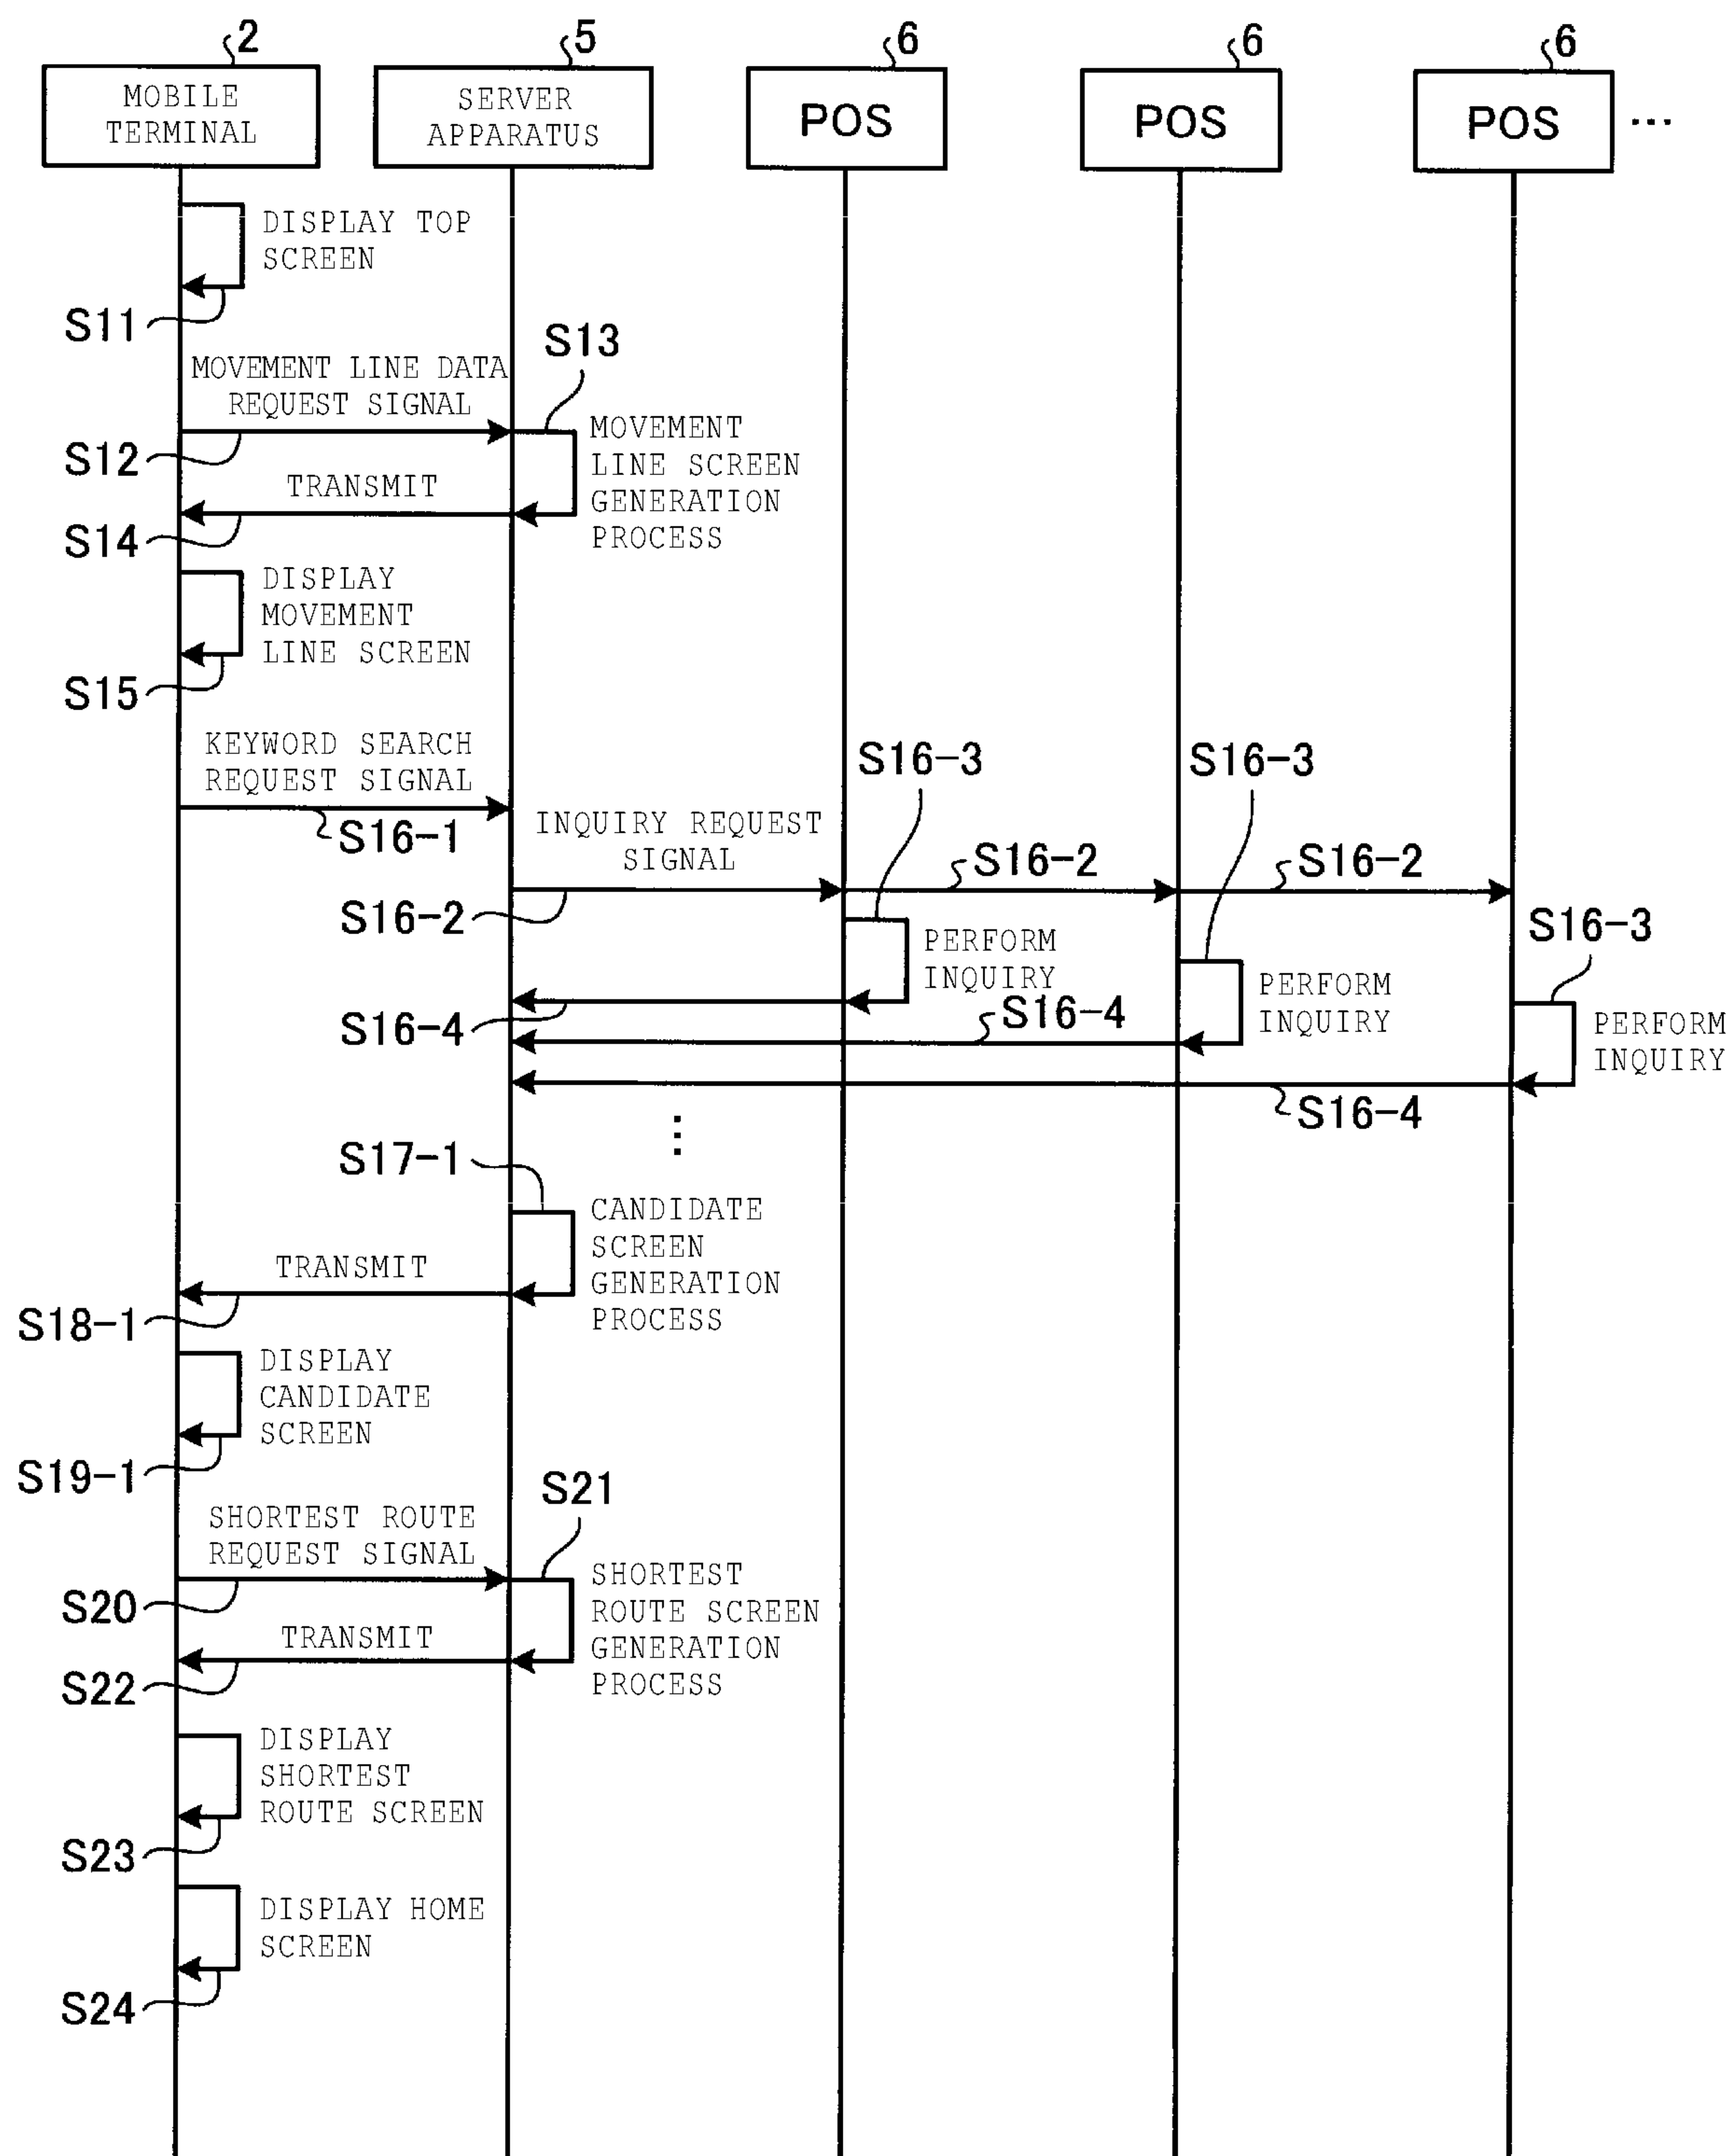 2
5
6
6
6
MOBILE
TERMINAL
SERVER
APPARATUS
POS
POS
POS
...
DISPLAY TOP
SCREEN
S11
S13
MOVEMENT LINE DATA
REQUEST SIGNAL
S12
MOVEMENT
LINE SCREEN
GENERATION
PROCESS
TRANSMIT
S14
DISPLAY
MOVEMENT
LINE SCREEN
S15
KEYWORD SEARCH
REQUEST SIGNAL
S16-1
S16-3
S16-3
INQUIRY REQUEST
SIGNAL
S16-2
S16-2
S16-2
S16-3
PERFORM
INQUIRY
S16-4
S16-4
PERFORM
INQUIRY
PERFORM
INQUIRY
S16-4
⋮
S17-1
CANDIDATE
SCREEN
GENERATION
PROCESS
TRANSMIT
S18-1
DISPLAY
CANDIDATE
SCREEN
S19-1
S21
SHORTEST ROUTE
REQUEST SIGNAL
S20
SHORTEST
ROUTE SCREEN
GENERATION
PROCESS
TRANSMIT
S22
DISPLAY
SHORTEST
ROUTE SCREEN
S23
DISPLAY HOME
SCREEN
S24